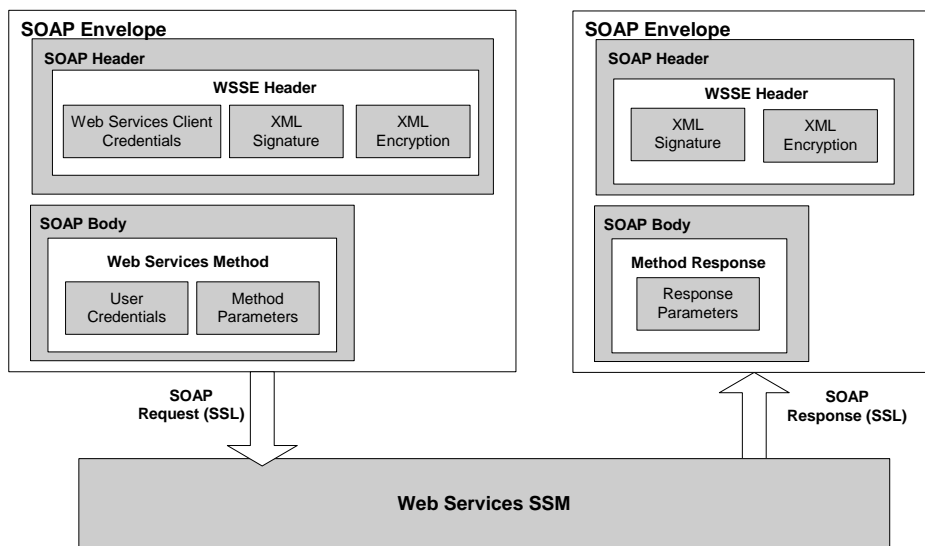 SOAP Envelope
SOAP Header
WSSE Header
Web Services Client
Credentials
XML
Signature
XML
Encryption
SOAP Body
Web Services Method
User
Credentials
Method
Parameters
SOAP
Request (SSL)
SOAP Envelope
SOAP Header
WSSE Header
XML
Signature
XML
Encryption
SOAP Body
Method Response
Response
Parameters
SOAP
Response (SSL)
Web Services SSM